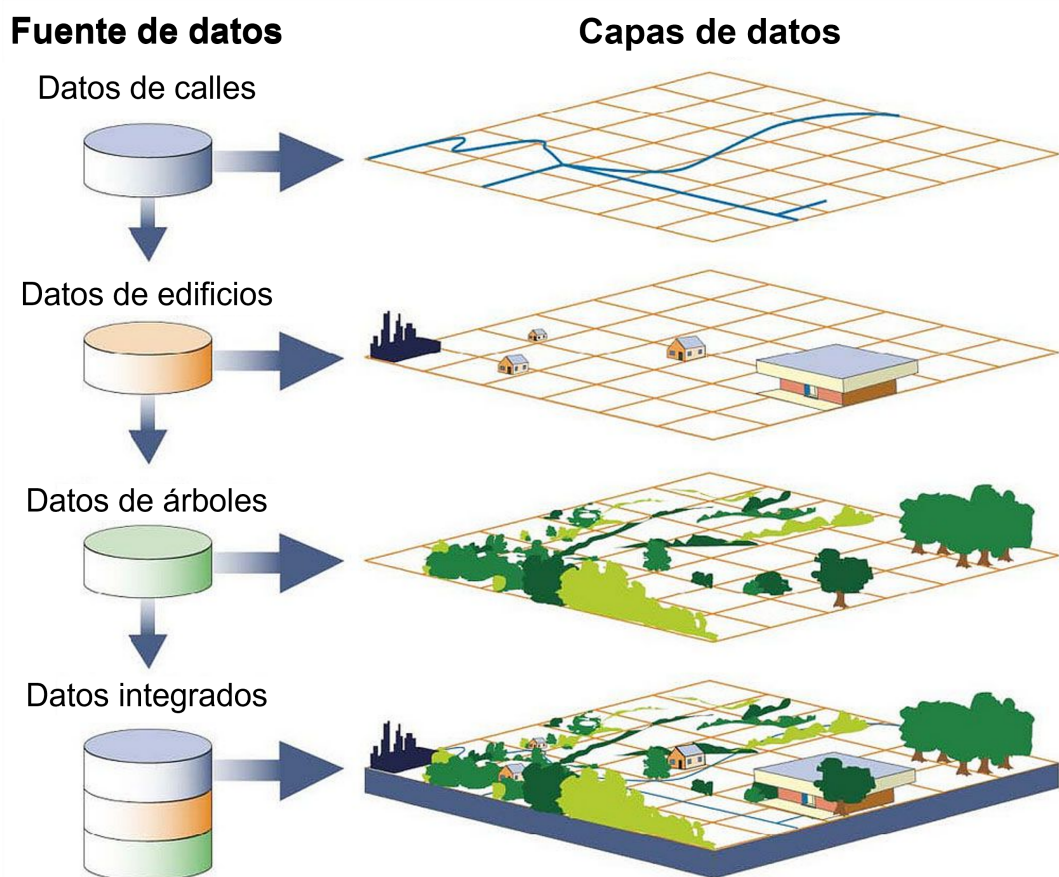 Fuente de datos
Capas de datos
Datos de calles
Datos de edificios
Datos de árboles
Datos integrados